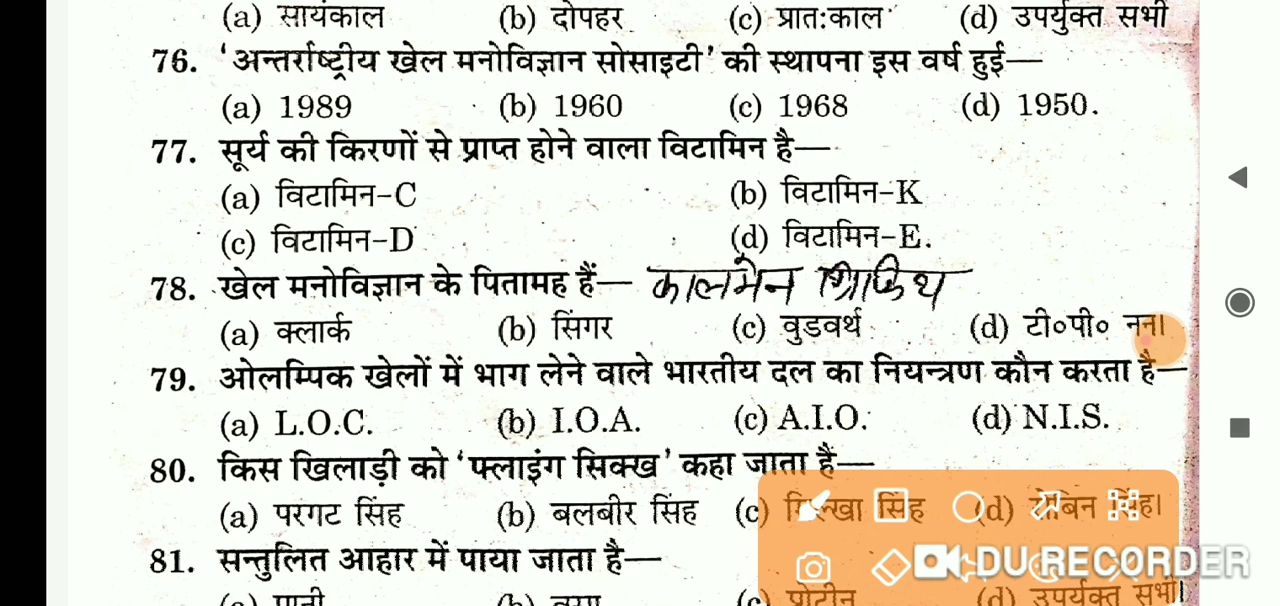 (a) सायंकाल (b) दोपहर (c) प्रातःकाल (d) उपर्युक्त सभी
76. 'अन्तर्राष्ट्रीय खेल मनोविज्ञान सोसाइटी' की स्थापना इस वर्ष हुई—
(a) 1989 (b) 1960 (c) 1968 (d) 1950.
77. सूर्य की किरणों से प्राप्त होने वाला विटामिन है—
(a) विटामिन-C (b) विटामिन-K
(c) विटामिन-D (d) विटामिन-E.
78. खेल मनोविज्ञान के पितामह हैं— कालमैन ग्रिफिथ
(a) क्लार्क (b) सिंगर (c) वुडवर्थ (d) टी०पी० नन।
79. ओलम्पिक खेलों में भाग लेने वाले भारतीय दल का नियन्त्रण कौन करता है—
(a) L.O.C. (b) I.O.A. (c) A.I.O. (d) N.I.S.
80. किस खिलाड़ी को 'फ्लाइंग सिक्ख' कहा जाता है—
(a) परगट सिंह (b) बलबीर सिंह (c) सिंह (d) सिंह।
81. सन्तुलित आहार में पाया जाता है—
DU RECORDER
(a) पानी (b) वसा (c) प्रोटीन (d) उपर्युक्त सभी।